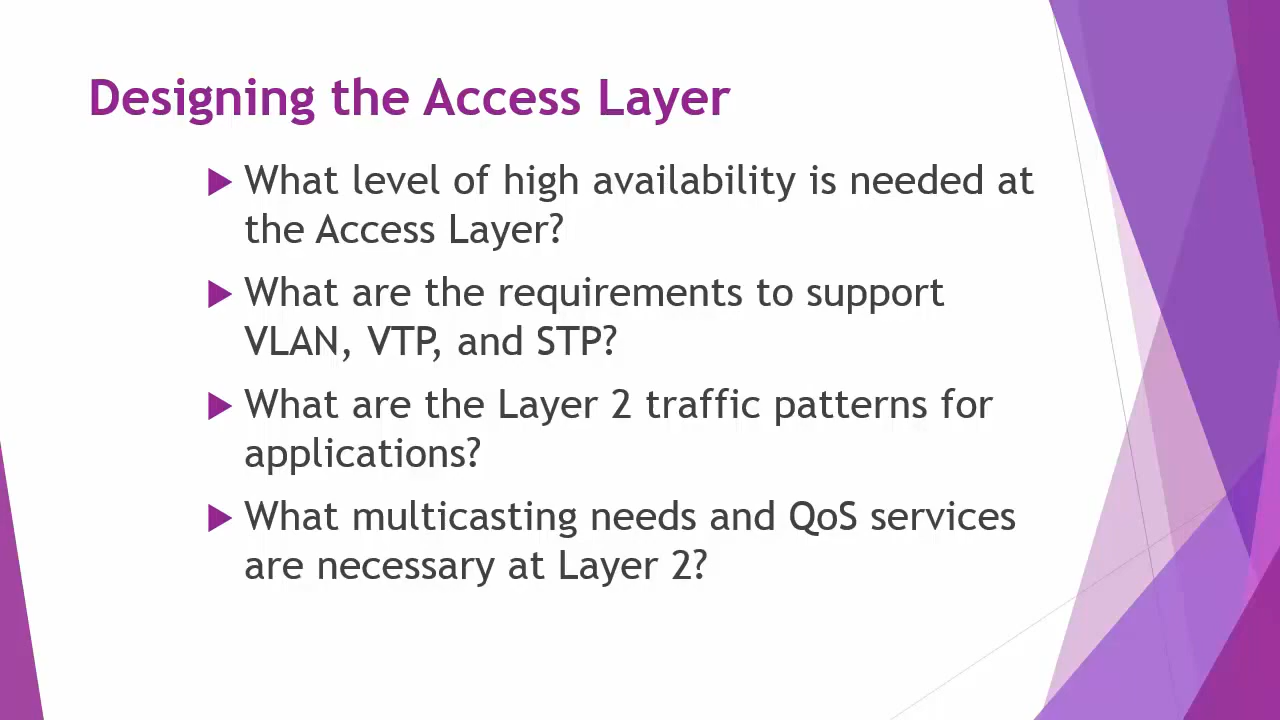 Designing the Access Layer
What level of high availability is needed at
the Access Layer?
What are the requirements to support
VLAN, VTP, and STP?
What are the Layer 2 traffic patterns for
applications?
What multicasting needs and QoS services
are necessary at Layer 2?